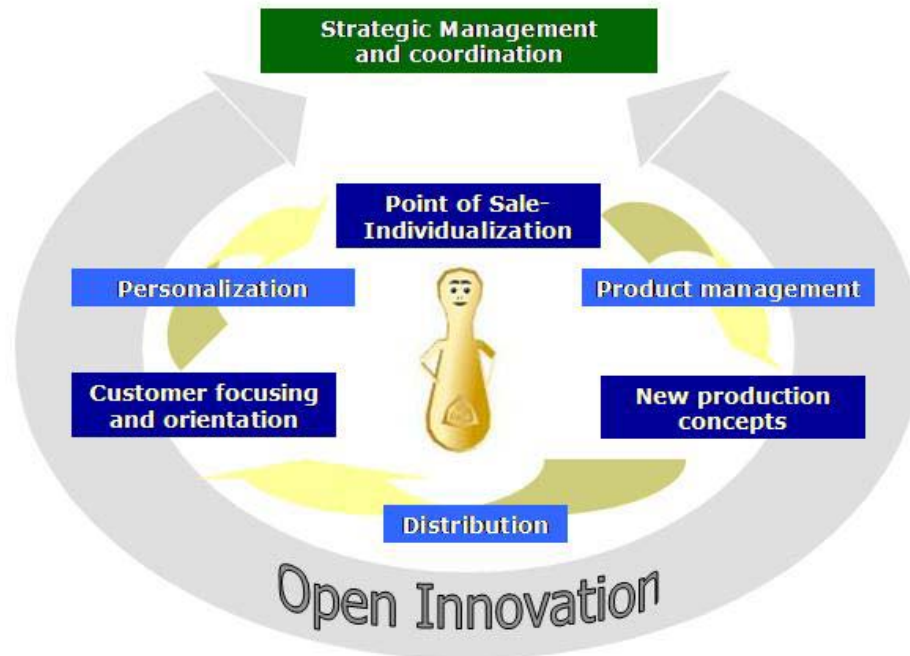 Strategic Management
and coordination
Point of Sale-
Individualization
Personalization
Product management
Customer focusing
and orientation
New production
concepts
Distribution
Open Innovation